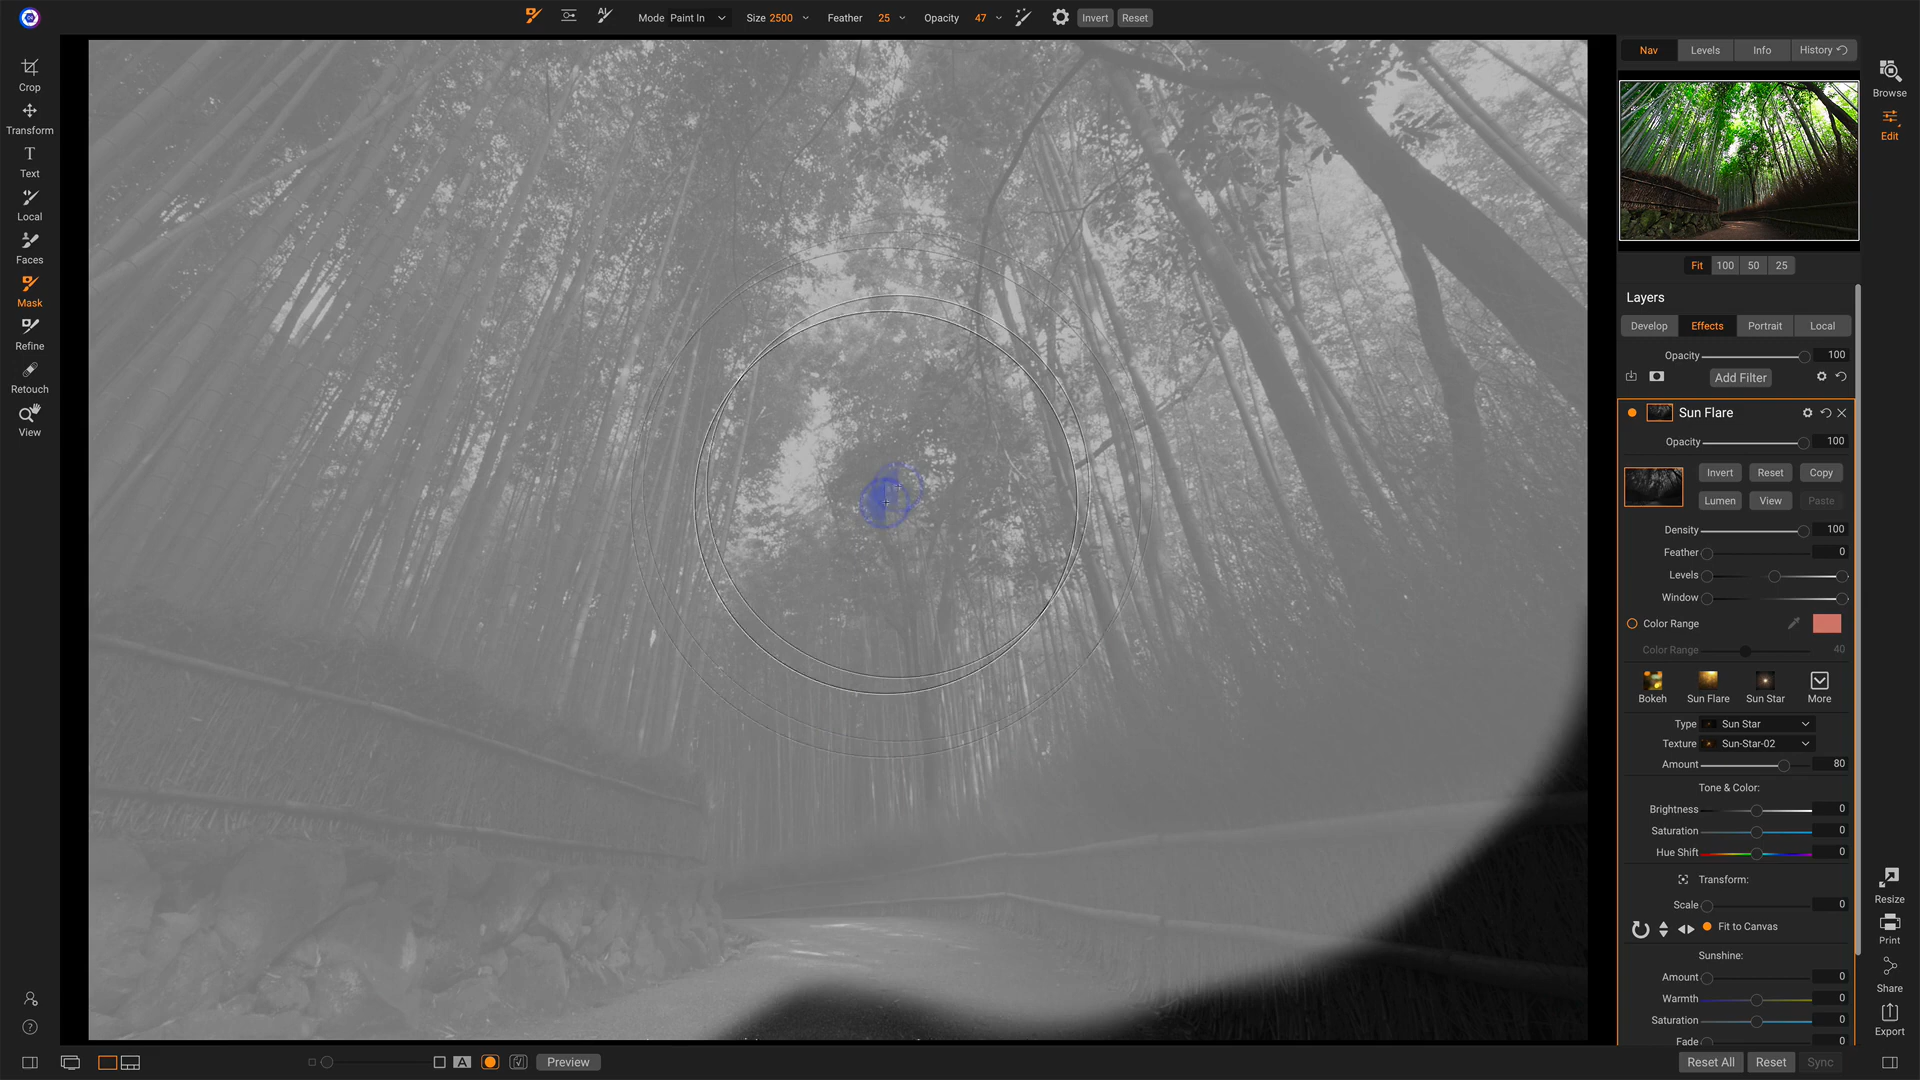 Mode Paint In Size 2500 Feather 25 Opacity 47 Invert Reset
Crop
Transform
T
Text
Local
Faces
Mask
Refine
Retouch
View
Nav Levels Info History
Browse
Edit
Fit 100 50 25
Layers
Develop Effects Portrait Local
Opacity 100
Add Filter
Sun Flare
Opacity 100
Invert Reset Copy
Lumen View Paste
Density 100
Feather 0
Levels
Window
Color Range
Color Range 40
Bokeh Sun Flare Sun Star More
Type Sun Star
Texture Sun-Star-02
Amount 80
Tone & Color:
Brightness 0
Saturation 0
Hue Shift 0
Transform:
Scale 0
Fit to Canvas
Sunshine:
Amount 0
Warmth 0
Saturation 0
Fade 0
Resize
Print
Share
Export
?
A Preview
Reset All Reset Sync